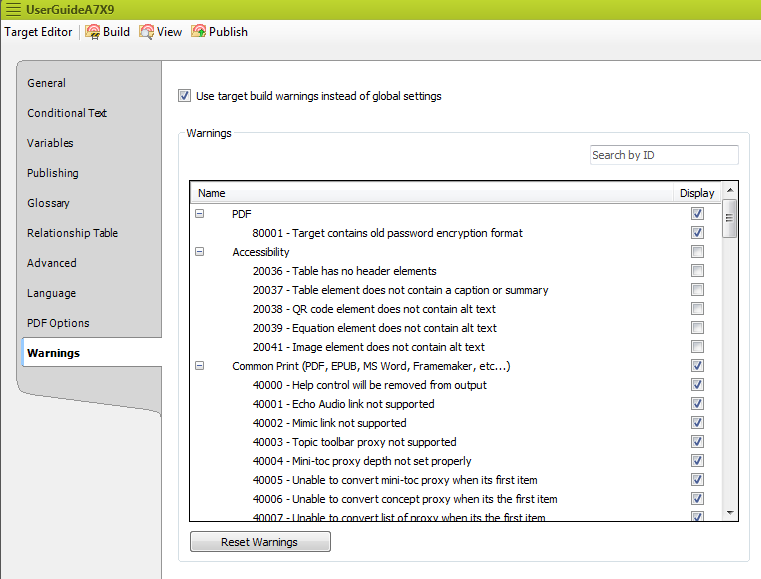 UserGuideA7X9
Target Editor Build View Publish
General
Conditional Text
Variables
Publishing
Glossary
Relationship Table
Advanced
Language
PDF Options
Warnings
Use target build warnings instead of global settings
Warnings
Search by ID
Name Display
PDF
80001 - Target contains old password encryption format
Accessibility
20036 - Table has no header elements
20037 - Table element does not contain a caption or summary
20038 - QR code element does not contain alt text
20039 - Equation element does not contain alt text
20041 - Image element does not contain alt text
Common Print (PDF, EPUB, MS Word, Framemaker, etc...)
40000 - Help control will be removed from output
40001 - Echo Audio link not supported
40002 - Mimic link not supported
40003 - Topic toolbar proxy not supported
40004 - Mini-toc proxy depth not set properly
40005 - Unable to convert mini-toc proxy when its first item
40006 - Unable to convert concept proxy when its the first item
40007 - Unable to convert list of proxy when its the first item
Reset Warnings